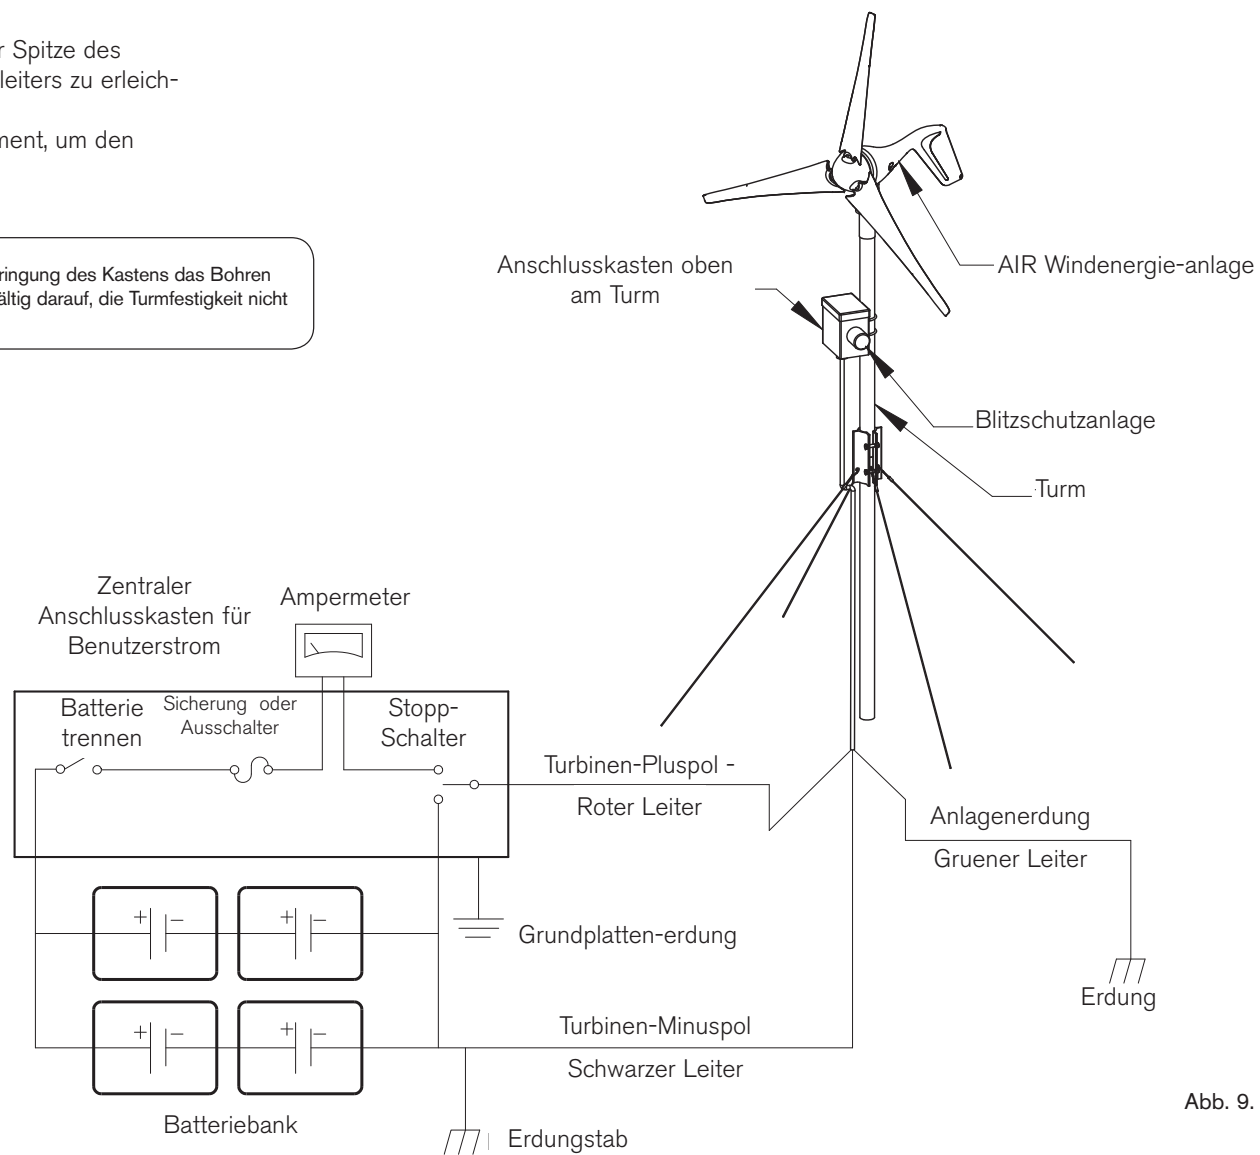 r Spitze des
leiters zu erleich-
ment, um den
ringung des Kastens das Bohren
ältig darauf, die Turmfestigkeit nicht
Anschlusskasten oben
am Turm
AIR Windenergie-anlage
Blitzschutzanlage
Turm
Zentraler
Anschlusskasten für
Benutzerstrom
Ampermeter
Batterie
trennen
Sicherung oder
Ausschalter
Stopp-
Schalter
Turbinen-Pluspol -
Roter Leiter
Anlagenerdung
Gruener Leiter
+ -
+ -
Grundplatten-erdung
Erdung
+ -
+ -
Turbinen-Minuspol
Schwarzer Leiter
Batteriebank
Erdungstab
Abb. 9.